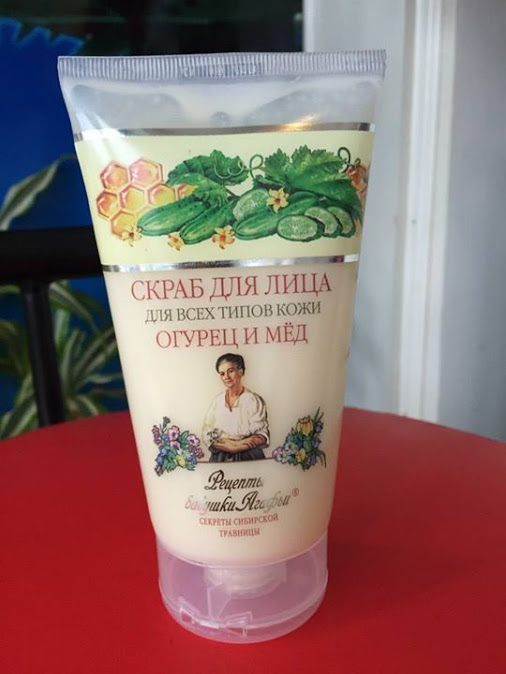 СКРАБ ДЛЯ ЛИЦА
ДЛЯ ВСЕХ ТИПОВ КОЖИ
ОГУРЕЦ И МЁД
Рецепты
бабушки Агафьи®
СЕКРЕТЫ СИБИРСКОЙ
ТРАВНИЦЫ